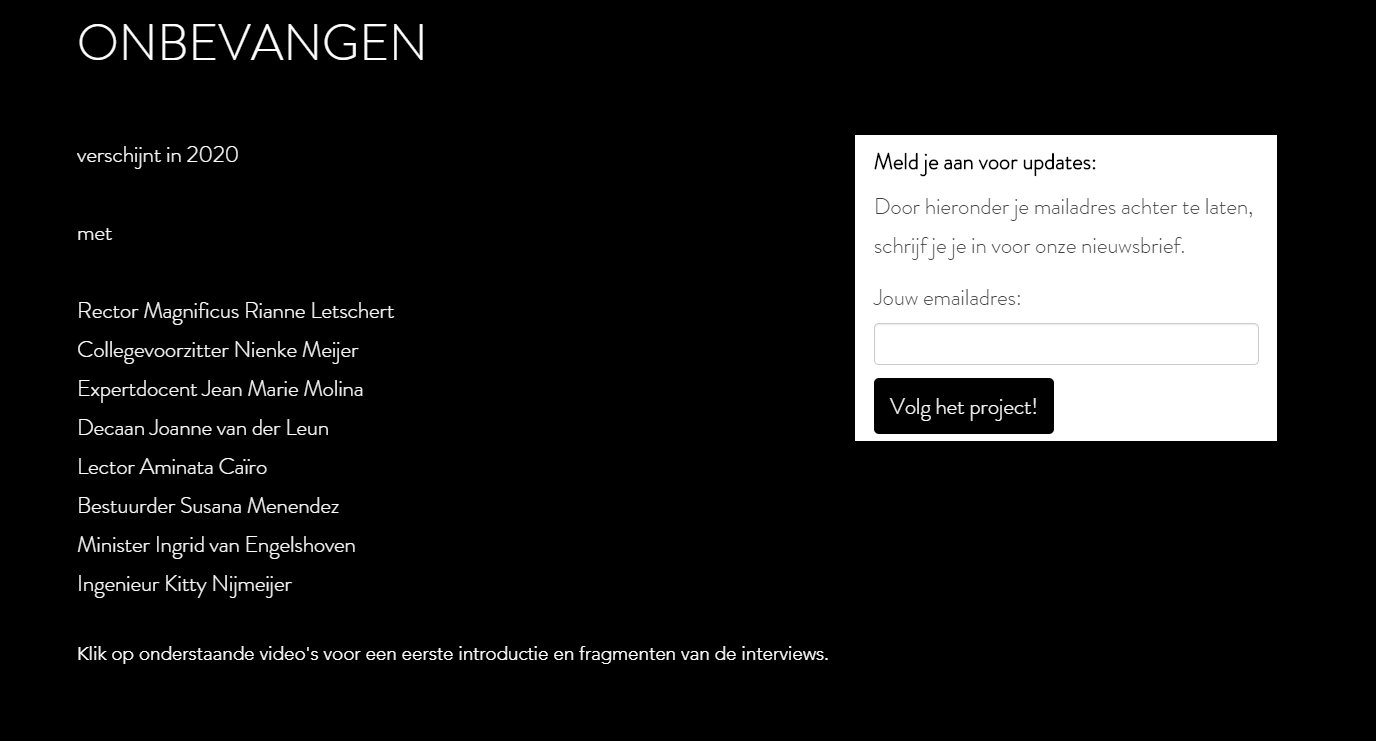 ONBEVANGEN
verschijnt in 2020
met
Rector Magnificus Rianne Letschert
Collegevoorzitter Nienke Meijer
Expertdocent Jean Marie Molina
Decaan Joanne van der Leun
Lector Aminata Caïro
Bestuurder Susana Menendez
Minister Ingrid van Engelshoven
Ingenieur Kitty Nijmeijer
Klik op onderstaande video's voor een eerste introductie en fragmenten van de interviews.
Meld je aan voor updates:
Door hieronder je mailadres achter te laten,
schrijf je je in voor onze nieuwsbrief.
Jouw emailadres:
Volg het project!